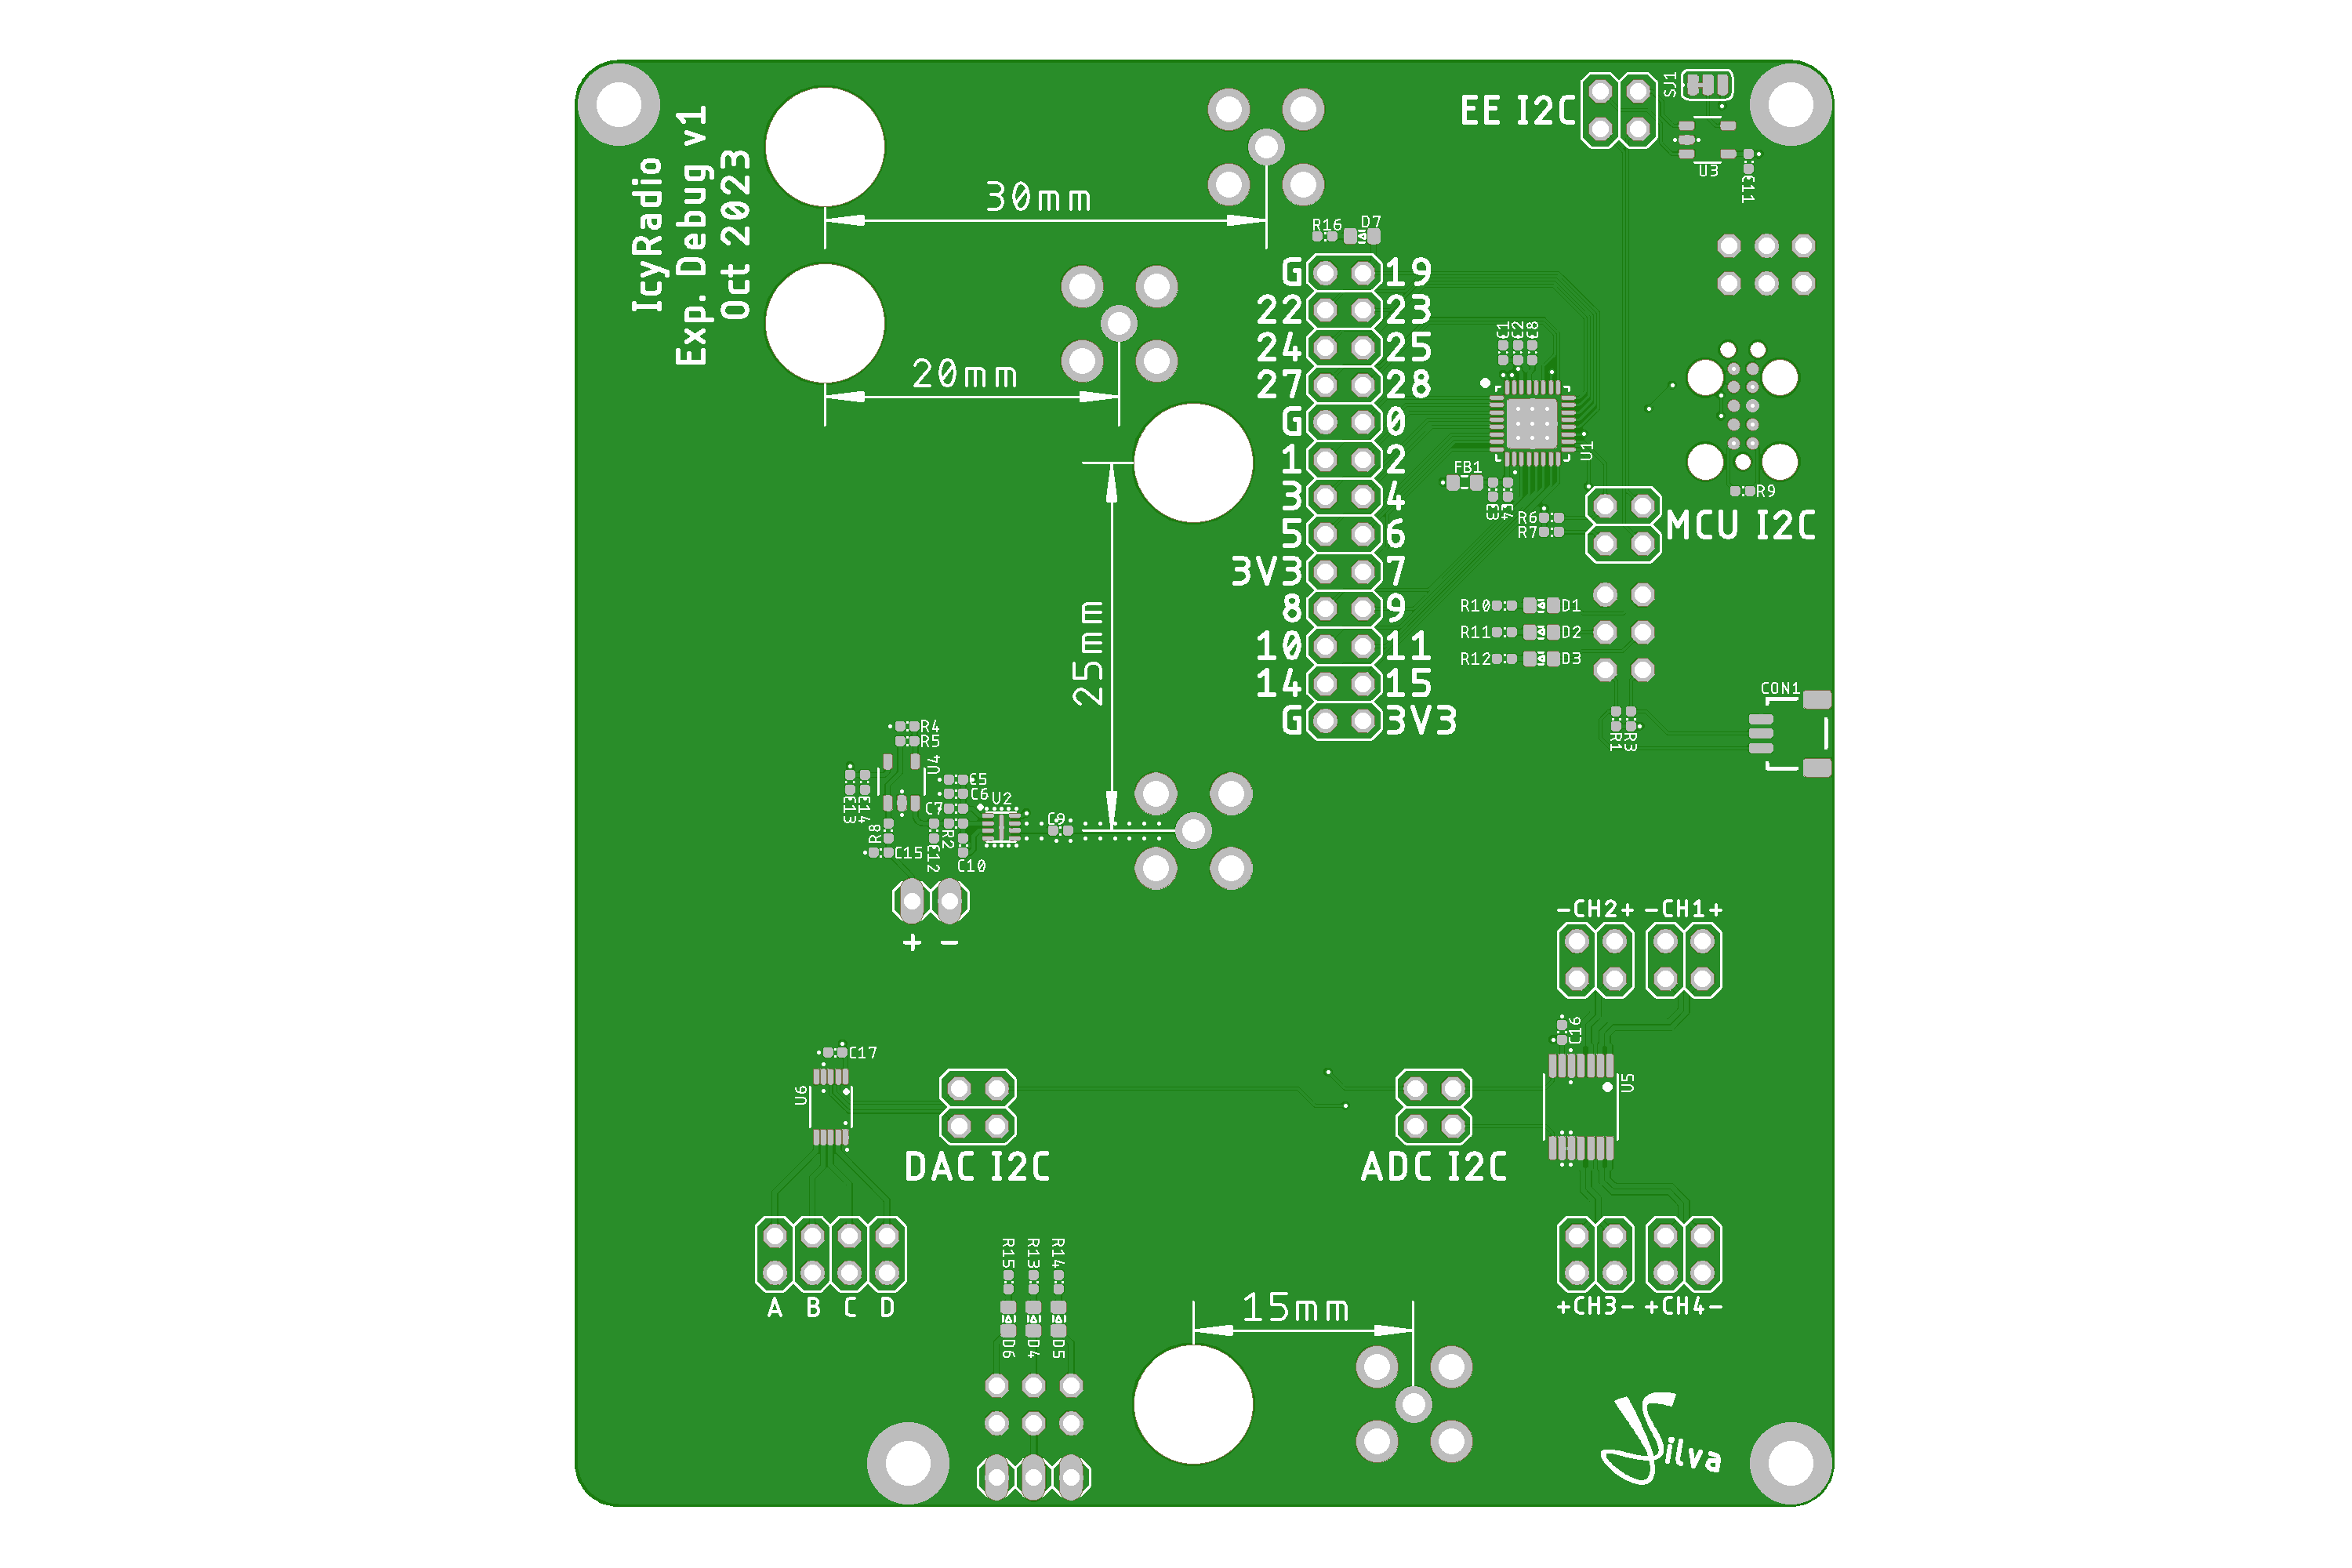 IcyRadio
Exp. Debug v1
Oct 2023
EE I2C
SJ1
U3
C11
30mm
20mm
25mm
R16
D7
G 19
22 23
24 25
27 28
G 0
1 2
3 4
5 6
3V3 7
8 9
10 11
14 15
G 3V3
C1
C2
C8
U1
FB1
C3
C4
R6
R7
R9
MCU I2C
R10 D1
R11 D2
R12 D3
R1
R3
CON1
R4
R5
U4
C13
C14
C5
C6
C7
U2
C9
R8
R2
C15
C12
C10
+ -
-CH2+ -CH1+
C16
U5
C17
U6
DAC I2C
ADC I2C
A B C D
R15
R13
R14
D6
D4
D5
15mm
+CH3- +CH4-
Silva